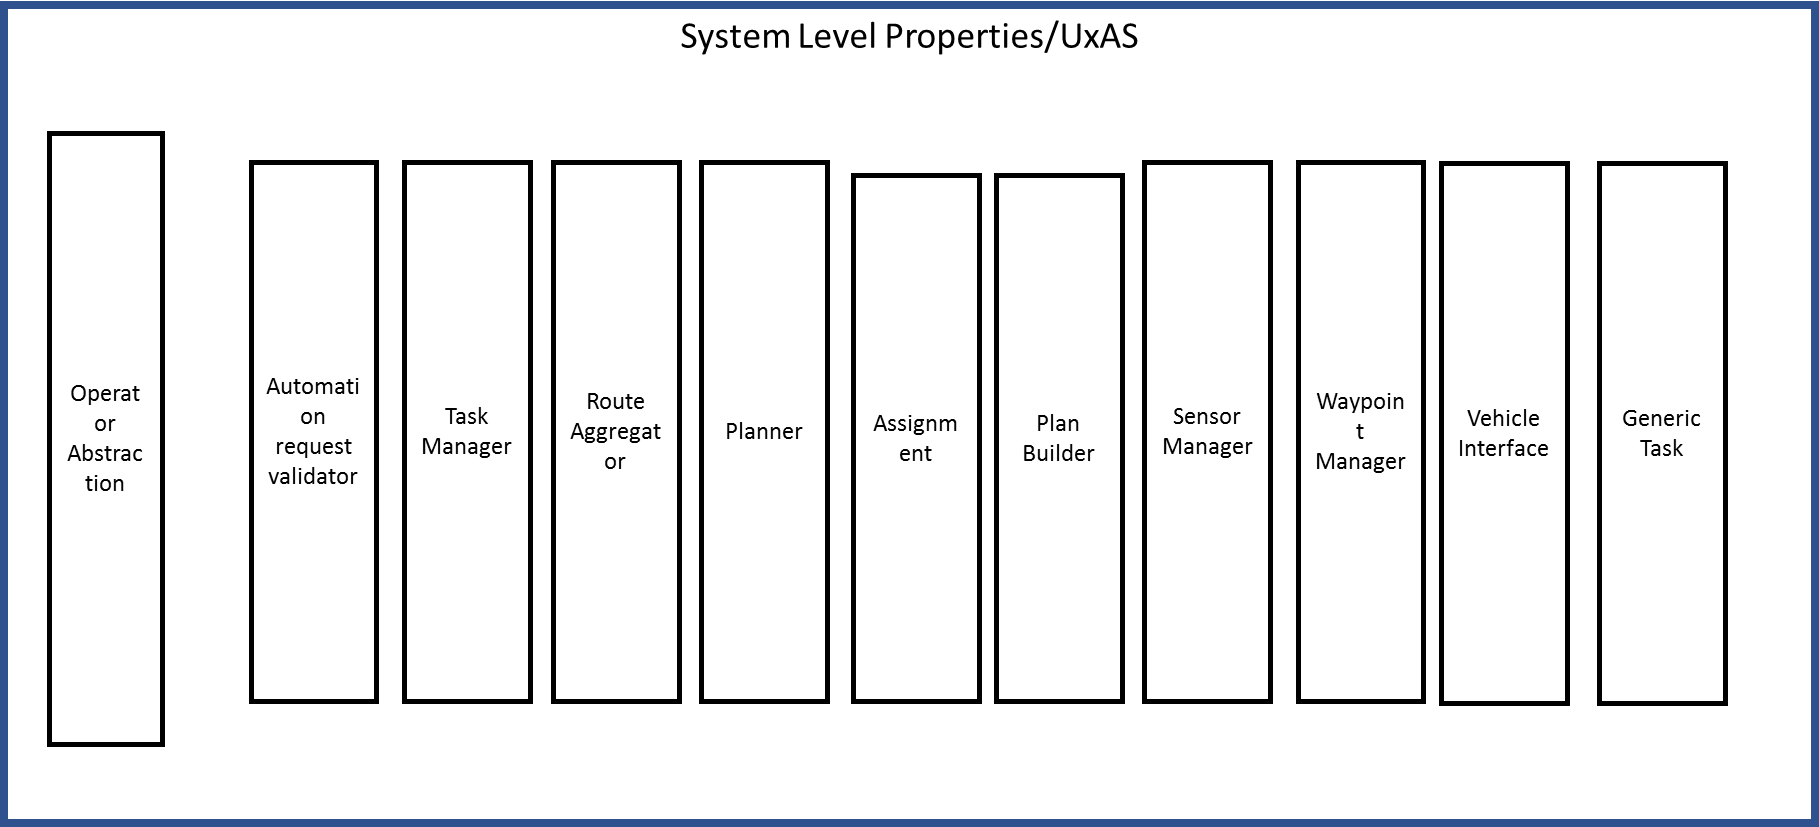 System Level Properties/UxAS
Operat
or
Abstrac
tion
Automati
on
request
validator
Task
Manager
Route
Aggregat
or
Planner
Assignm
ent
Plan
Builder
Sensor
Manager
Waypoin
t
Manager
Vehicle
Interface
Generic
Task